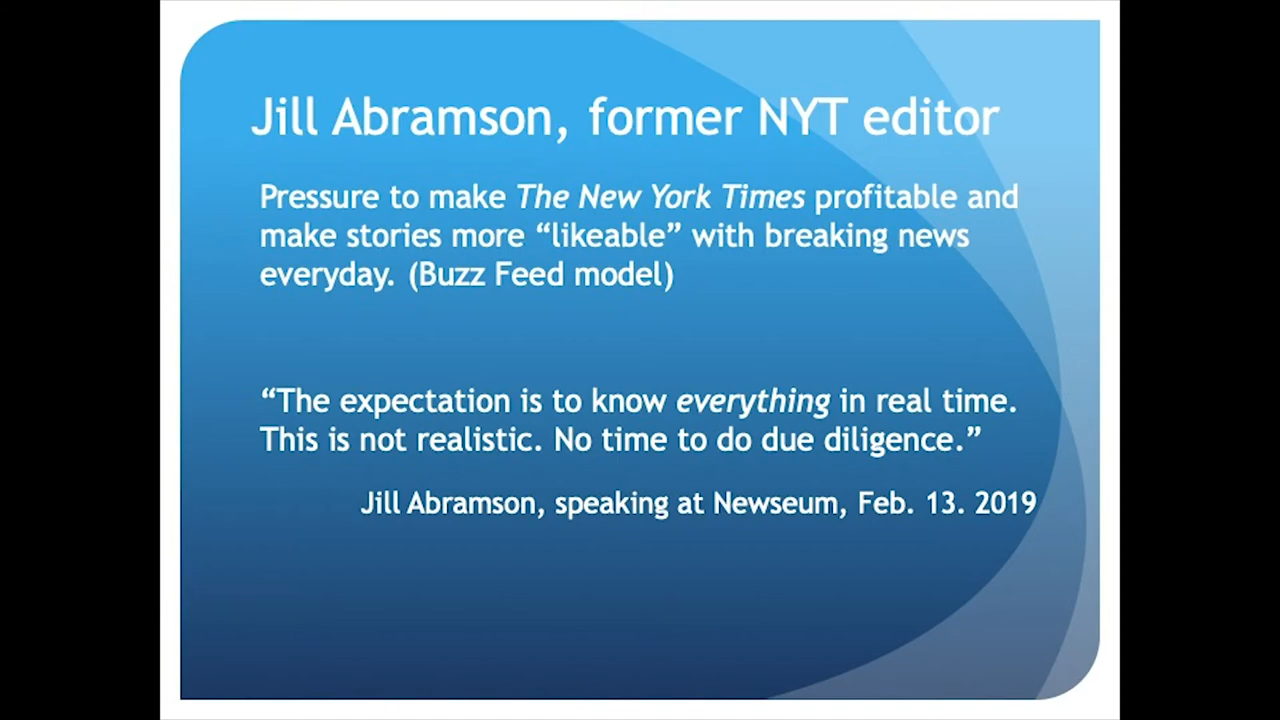 Jill Abramson, former NYT editor
Pressure to make The New York Times profitable and
make stories more “likeable” with breaking news
everyday. (Buzz Feed model)
“The expectation is to know everything in real time.
This is not realistic. No time to do due diligence.”
Jill Abramson, speaking at Newseum, Feb. 13. 2019